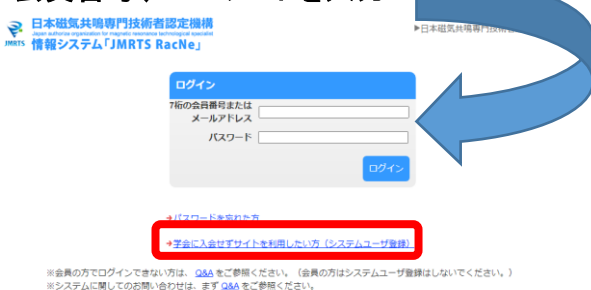 日本磁気共鳴専門技術者認定機構
Japan authorize organization for magnetic resonance technological specialist
JMRTS 情報システム「JMRTS RacNe」
▶日本磁気共鳴専門技術
ログイン
7桁の会員番号または
メールアドレス
パスワード
ログイン
➔パスワードを忘れた方
➔学会に入会せずサイトを利用したい方（システムユーザ登録）
※会員の方でログインできない方は、 Q&A をご参照ください。（会員の方はシステムユーザ登録はしないでください。）
※システムに関してのお問い合わせは、まず Q&A をご参照ください。